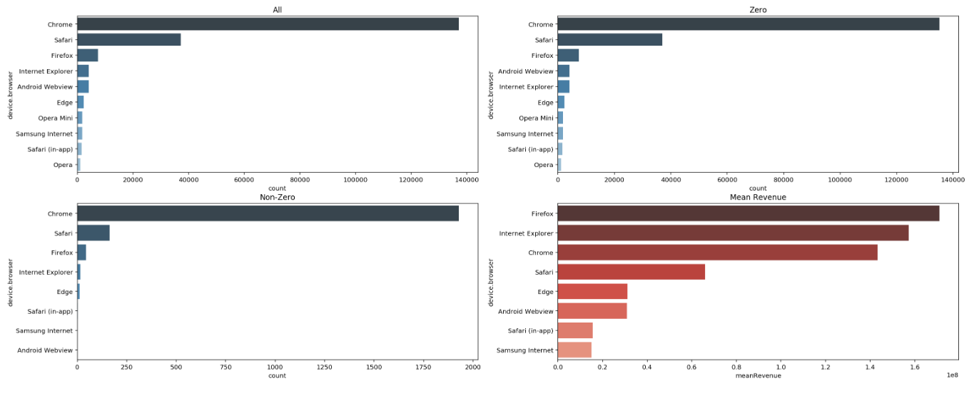 All
device.browser
Chrome
Safari
Firefox
Internet Explorer
Android Webview
Edge
Opera Mini
Samsung Internet
Safari (in-app)
Opera
0 20000 40000 60000 80000 100000 120000 140000
count
Zero
device.browser
Chrome
Safari
Firefox
Android Webview
Internet Explorer
Edge
Opera Mini
Samsung Internet
Safari (in-app)
Opera
0 20000 40000 60000 80000 100000 120000 140000
count
Non-Zero
device.browser
Chrome
Safari
Firefox
Internet Explorer
Edge
Safari (in-app)
Samsung Internet
Android Webview
0 250 500 750 1000 1250 1500 1750 2000
count
Mean Revenue
device.browser
Firefox
Internet Explorer
Chrome
Safari
Edge
Android Webview
Safari (in-app)
Samsung Internet
0.0 0.2 0.4 0.6 0.8 1.0 1.2 1.4 1.6
1e8
meanRevenue